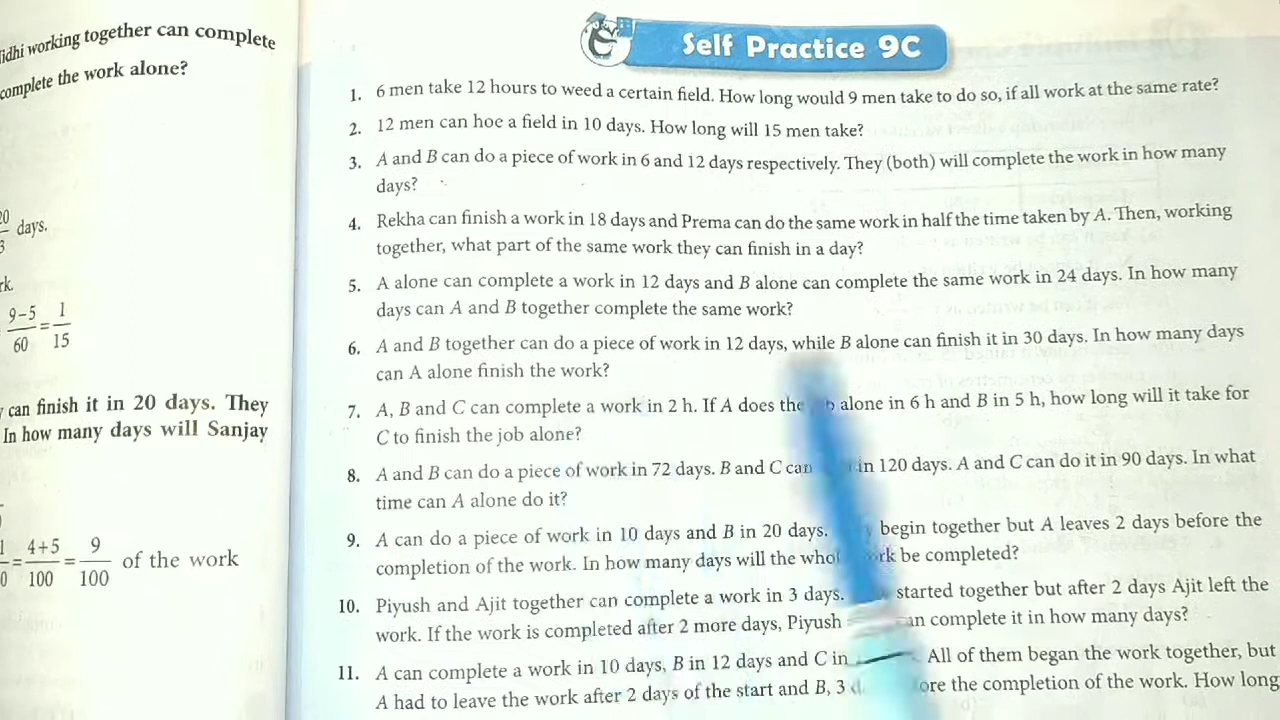 idhi working together can complete
complete the work alone?
20
3
days.
rk.
9–5
60
=
1
15
can finish it in 20 days. They
In how many days will Sanjay
1
0
=
4+5
100
=
9
100
of the work
Self Practice 9C
1. 6 men take 12 hours to weed a certain field. How long would 9 men take to do so, if all work at the same rate?
2. 12 men can hoe a field in 10 days. How long will 15 men take?
3. A and B can do a piece of work in 6 and 12 days respectively. They (both) will complete the work in how many
days?
4. Rekha can finish a work in 18 days and Prema can do the same work in half the time taken by A. Then, working
together, what part of the same work they can finish in a day?
5. A alone can complete a work in 12 days and B alone can complete the same work in 24 days. In how many
days can A and B together complete the same work?
6. A and B together can do a piece of work in 12 days, while B alone can finish it in 30 days. In how many days
can A alone finish the work?
7. A, B and C can complete a work in 2 h. If A does the alone in 6 h and B in 5 h, how long will it take for
C to finish the job alone?
8. A and B can do a piece of work in 72 days. B and C can in 120 days. A and C can do it in 90 days. In what
time can A alone do it?
9. A can do a piece of work in 10 days and B in 20 days. begin together but A leaves 2 days before the
completion of the work. In how many days will the be completed?
10. Piyush and Ajit together can complete a work in 3 days. started together but after 2 days Ajit left the
work. If the work is completed after 2 more days, Piyush complete it in how many days?
11. A can complete a work in 10 days, B in 12 days and C in All of them began the work together, but
A had to leave the work after 2 days of the start and B, 3 the completion of the work. How long